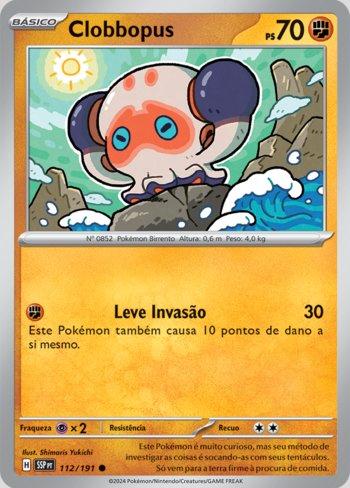 BÁSICO
Clobbopus
PS 70
Nº 0852 Pokémon Birrento Altura: 0,6 m Peso: 4,0 kg
Leve Invasão 30
Este Pokémon também causa 10 pontos de dano a
si mesmo.
Fraqueza ×2 Resistência Recuo
Ilust. Shimaris Yukichi
H SSP PT 112/191
Este Pokémon é muito curioso, mas seu método de
investigar as coisas é socando-as com seus tentáculos.
Só vem para a terra firme à procura de comida.
©2024 Pokémon/Nintendo/Creatures/GAME FREAK